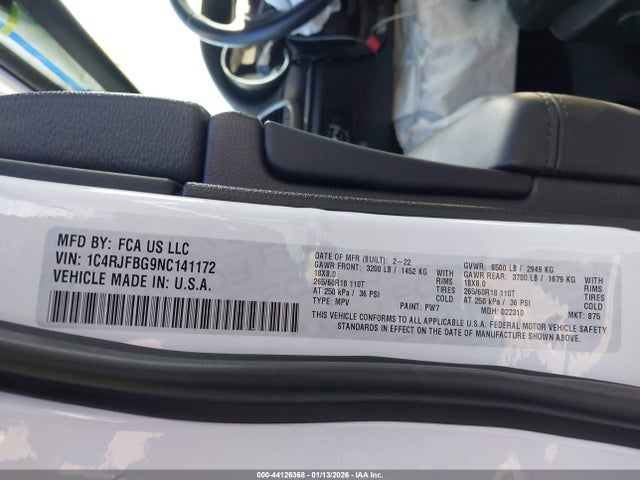 MFD BY: FCA US LLC
VIN: 1C4RJFBG9NC141172
VEHICLE MADE IN: U.S.A.
DATE OF MFR (BUILT): 2-22 GVWR: 6500 LB / 2949 KG
GAWR FRONT: 3200 LB / 1452 KG WITH GAWR REAR: 3700 LB / 1679 KG WITH
18X8.0 RIMS 18X8.0 RIMS
265/60R18 110T TIRES 265/60R18 110T TIRES
AT 250 kPa / 36 PSI COLD AT 250 kPa / 36 PSI COLD
TYPE: MPV PAINT: PW7 MDH: 022310 MKT: 875
THIS VEHICLE CONFORMS TO ALL APPLICABLE U.S.A. FEDERAL MOTOR VEHICLE SAFETY
STANDARDS IN EFFECT ON THE DATE OF MANUFACTURE SHOWN ABOVE.
000-44126368 - 01/13/2026 - COPART, INC.